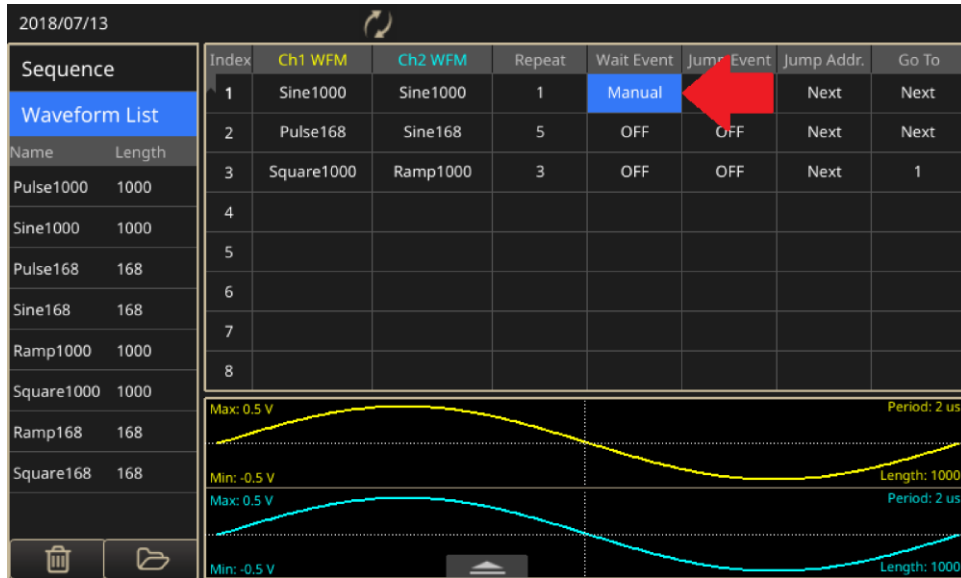 2018/07/13
Sequence
Waveform List
Name Length
Pulse1000 1000
Sine1000 1000
Pulse168 168
Sine168 168
Ramp1000 1000
Square1000 1000
Ramp168 168
Square168 168
Index Ch1 WFM Ch2 WFM Repeat Wait Event Jump Event Jump Addr. Go To
1 Sine1000 Sine1000 1 Manual Next Next
2 Pulse168 Sine168 5 OFF OFF Next Next
3 Square1000 Ramp1000 3 OFF OFF Next 1
4
5
6
7
8
Max: 0.5 V Period: 2 us
Min: -0.5 V Length: 1000
Max: 0.5 V Period: 2 us
Min: -0.5 V Length: 1000